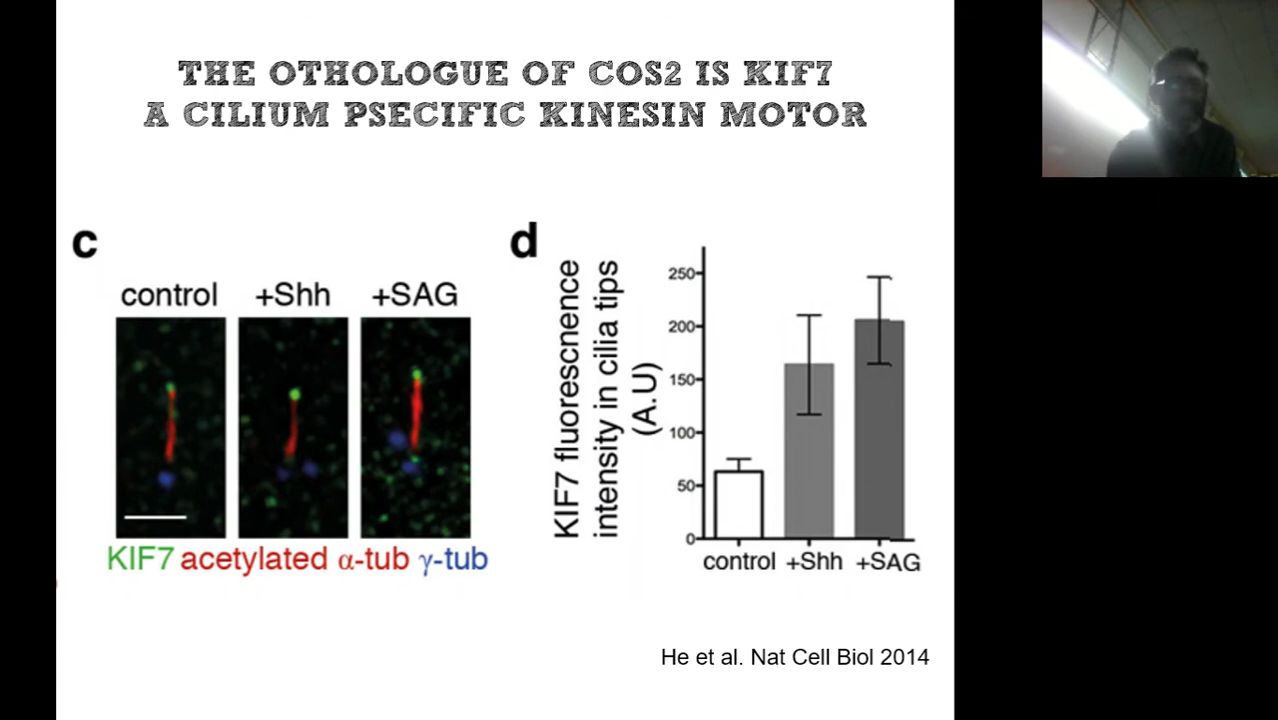 THE OTHOLOGUE OF COS2 IS KIF7
A CILIUM PSECIFIC KINESIN MOTOR
c
control +Shh +SAG
KIF7 acetylated α-tub γ-tub
d
KIF7 fluorescnence
intensity in cilia tips
(A.U)
250
200
150
100
50
0
control +Shh +SAG
He et al. Nat Cell Biol 2014